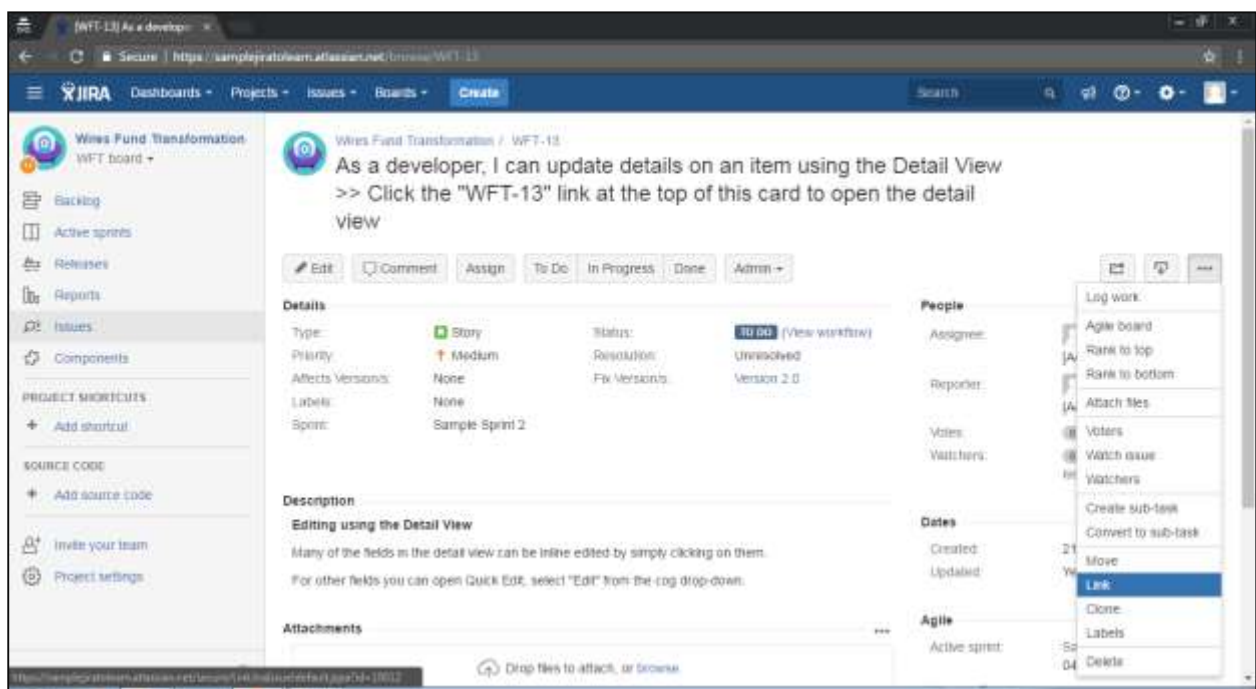 [WFT-13] As a develop
Secure | https://samplejiratolearn.atlassian.net/browse/WFT-13
JIRA Dashboards Projects Issues Boards Create Search
Wires Fund Transformation
WFT board
Backlog
Active sprints
Releases
Reports
Issues
Components
PROJECT SHORTCUTS
+ Add shortcut
SOURCE CODE
+ Add source code
Invite your team
Project settings
Wires Fund Transformation / WFT-13
As a developer, I can update details on an item using the Detail View
>> Click the "WFT-13" link at the top of this card to open the detail
view
Edit Comment Assign To Do In Progress Done Admin
Details
Type: Story Status: TO DO (View workflow)
Priority: Medium Resolution: Unresolved
Affects Version/s: None Fix Version/s: Version 2.0
Labels: None
Sprint: Sample Sprint 2
Description
Editing using the Detail View
Many of the fields in the detail view can be inline edited by simply clicking on them.
For other fields you can open Quick Edit, select "Edit" from the cog drop-down.
Attachments
Drop files to attach, or browse.
People
Assignee:
Reporter:
Votes:
Watchers:
Dates
Created: 21
Updated: Ye
Agile
Active sprint: Sa
04
Log work
Agile board
Rank to top
Rank to bottom
Attach files
Voters
Watch issue
Watchers
Create sub-task
Convert to sub-task
Move
Link
Clone
Labels
Delete